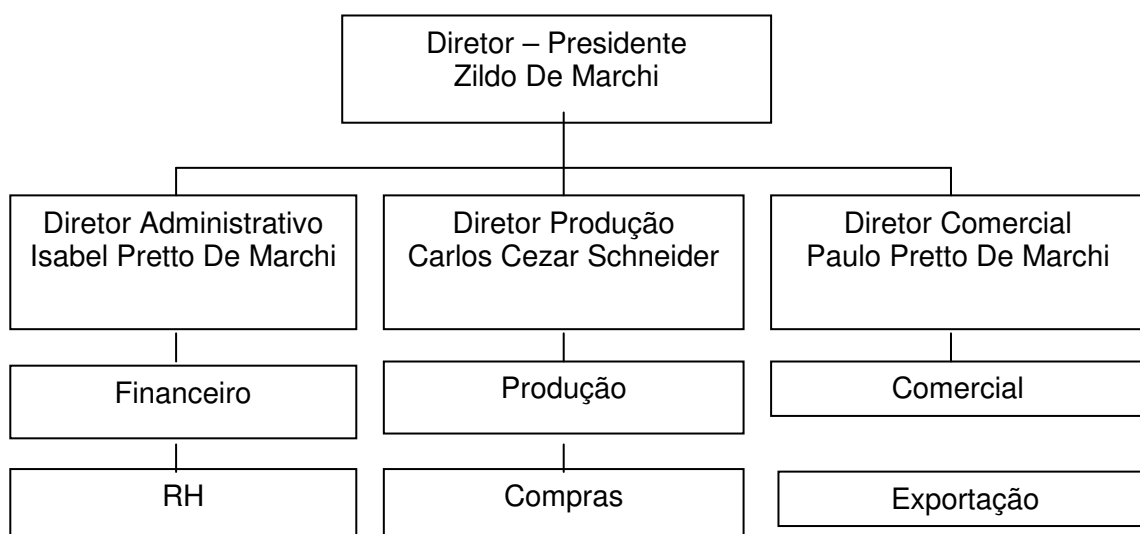 Diretor – Presidente
Zildo De Marchi
Diretor Administrativo
Isabel Pretto De Marchi
Diretor Produção
Carlos Cezar Schneider
Diretor Comercial
Paulo Pretto De Marchi
Financeiro
Produção
Comercial
RH
Compras
Exportação